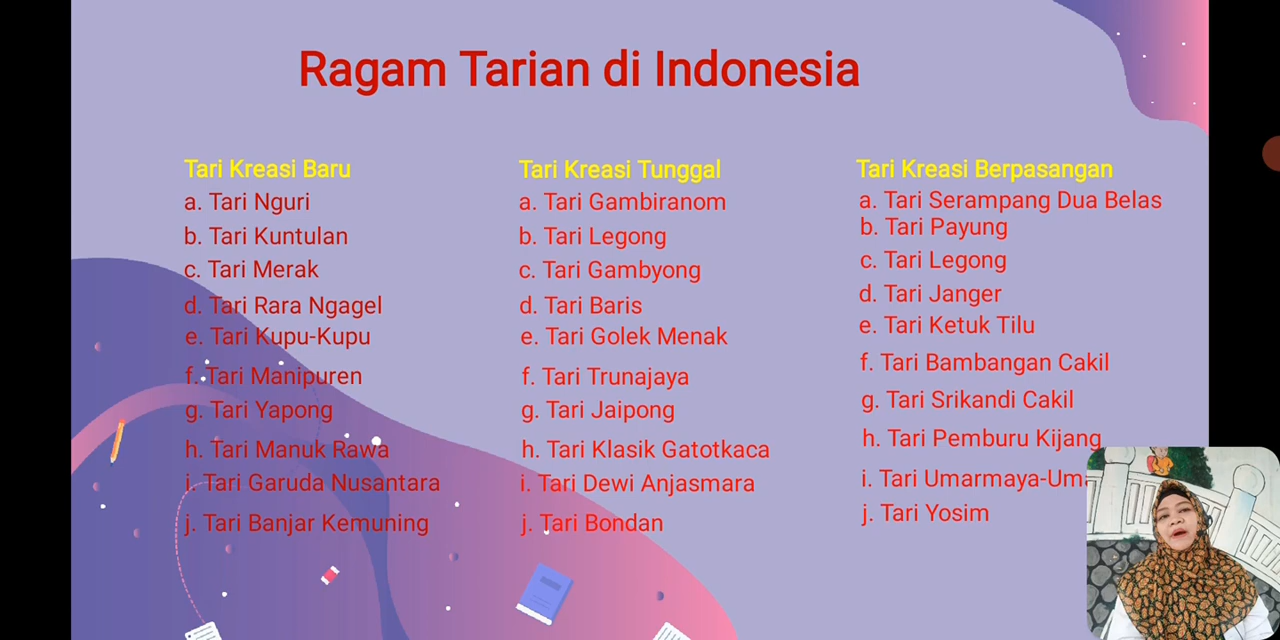 Ragam Tarian di Indonesia
Tari Kreasi Baru
a. Tari Nguri
b. Tari Kuntulan
c. Tari Merak
d. Tari Rara Ngagel
e. Tari Kupu-Kupu
f. Tari Manipuren
g. Tari Yapong
h. Tari Manuk Rawa
i. Tari Garuda Nusantara
j. Tari Banjar Kemuning
Tari Kreasi Tunggal
a. Tari Gambiranom
b. Tari Legong
c. Tari Gambyong
d. Tari Baris
e. Tari Golek Menak
f. Tari Trunajaya
g. Tari Jaipong
h. Tari Klasik Gatotkaca
i. Tari Dewi Anjasmara
j. Tari Bondan
Tari Kreasi Berpasangan
a. Tari Serampang Dua Belas
b. Tari Payung
c. Tari Legong
d. Tari Janger
e. Tari Ketuk Tilu
f. Tari Bambangan Cakil
g. Tari Srikandi Cakil
h. Tari Pemburu Kijang
i. Tari
j. Tari Yosim